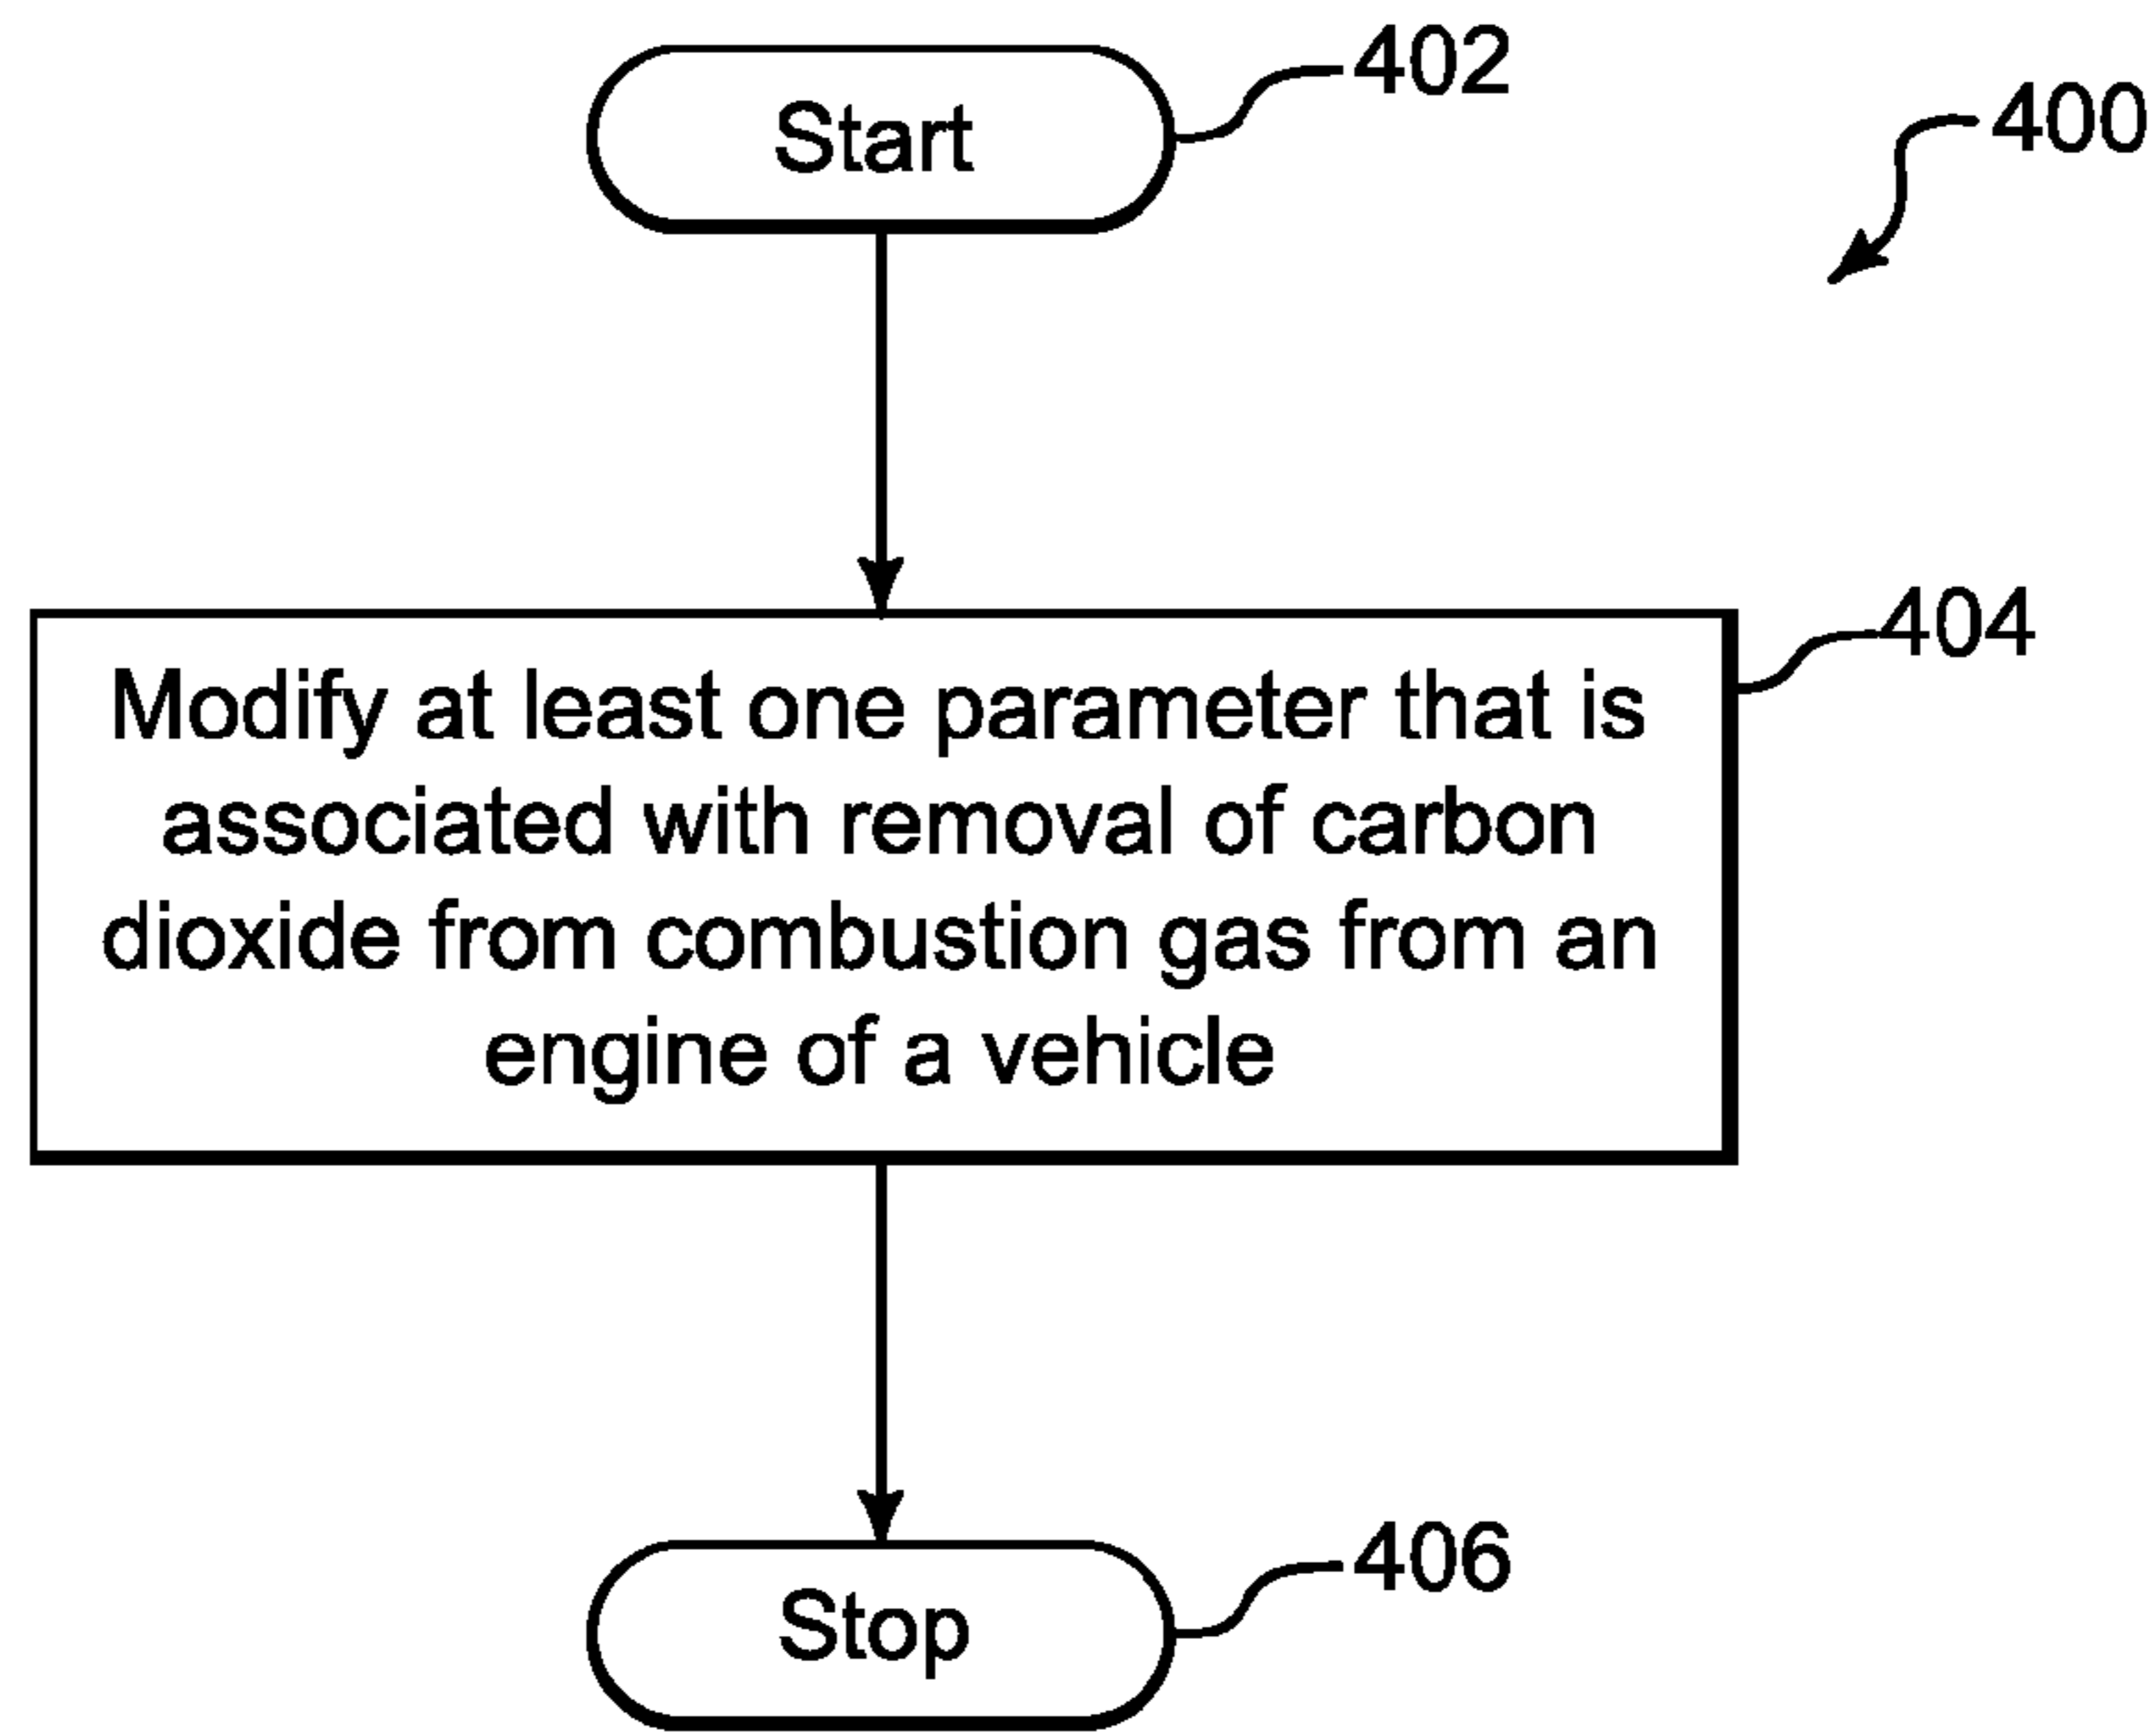 Start
402
400
Modify at least one parameter that is
associated with removal of carbon
dioxide from combustion gas from an
engine of a vehicle
404
Stop
406